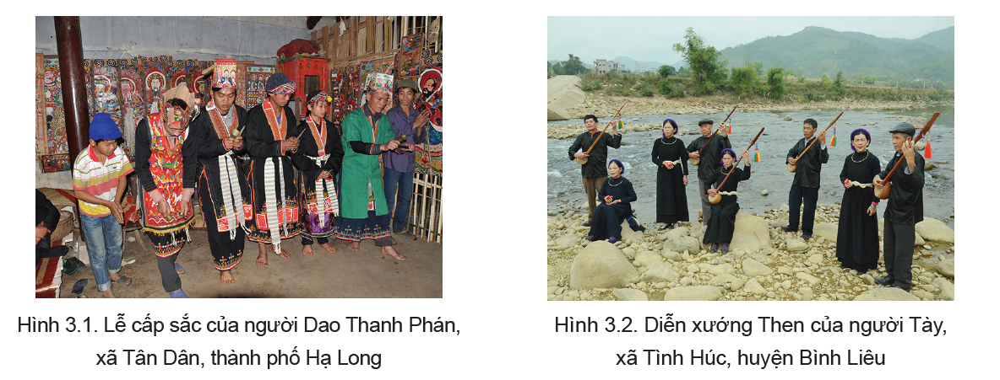 Hình 3.1. Lễ cấp sắc của người Dao Thanh Phán,
xã Tân Dân, thành phố Hạ Long
Hình 3.2. Diễn xướng Then của người Tày,
xã Tình Húc, huyện Bình Liêu